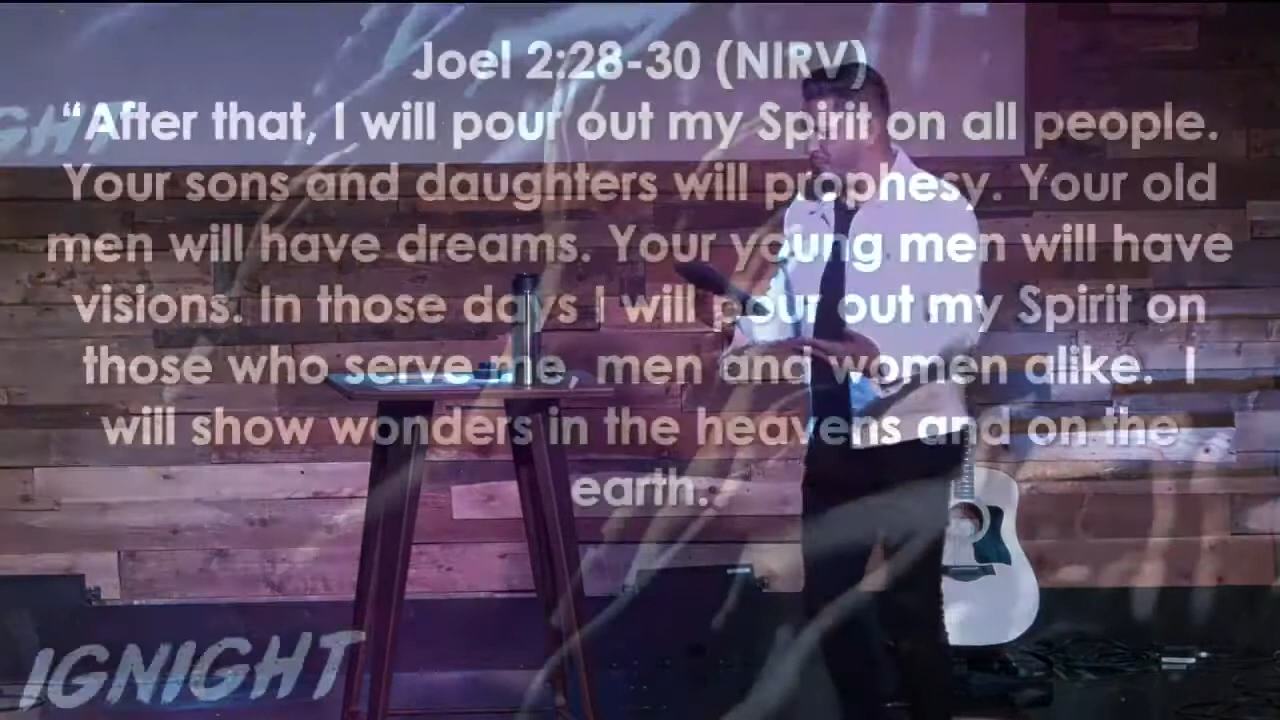 Joel 2:28-30 (NIRV)
“After that, I will pour out my Spirit on all people.
Your sons and daughters will prophesy. Your old
men will have dreams. Your young men will have
visions. In those days I will pour out my Spirit on
those who serve me, men and women alike.  I
will show wonders in the heavens and on the
earth.
IGNIGHT